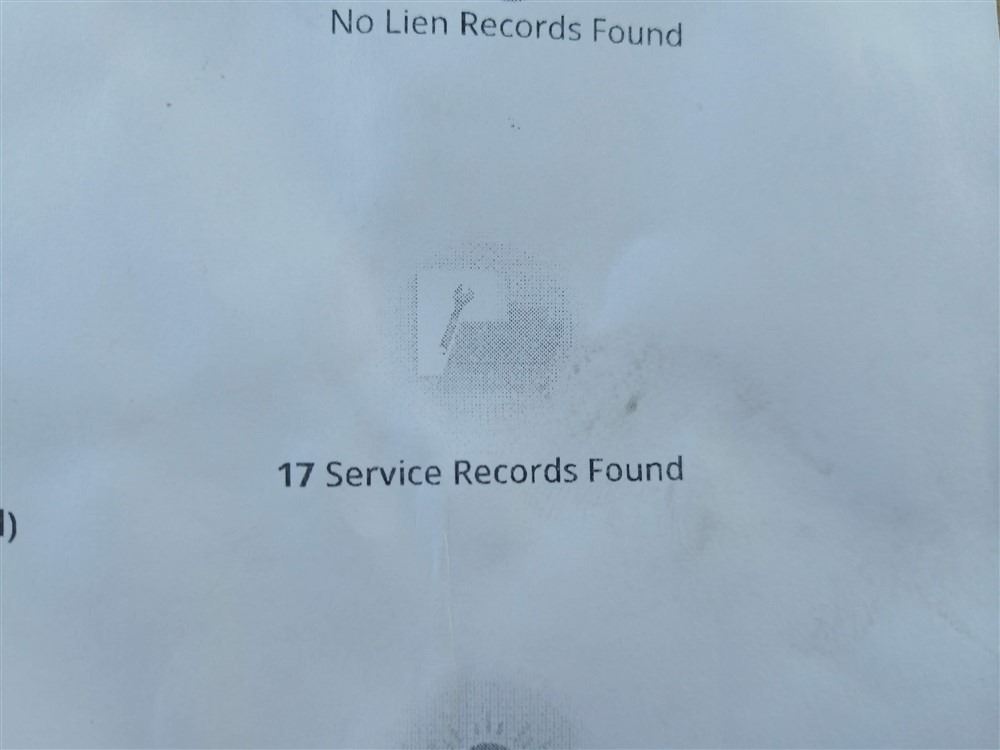 No Lien Records Found
17 Service Records Found
)